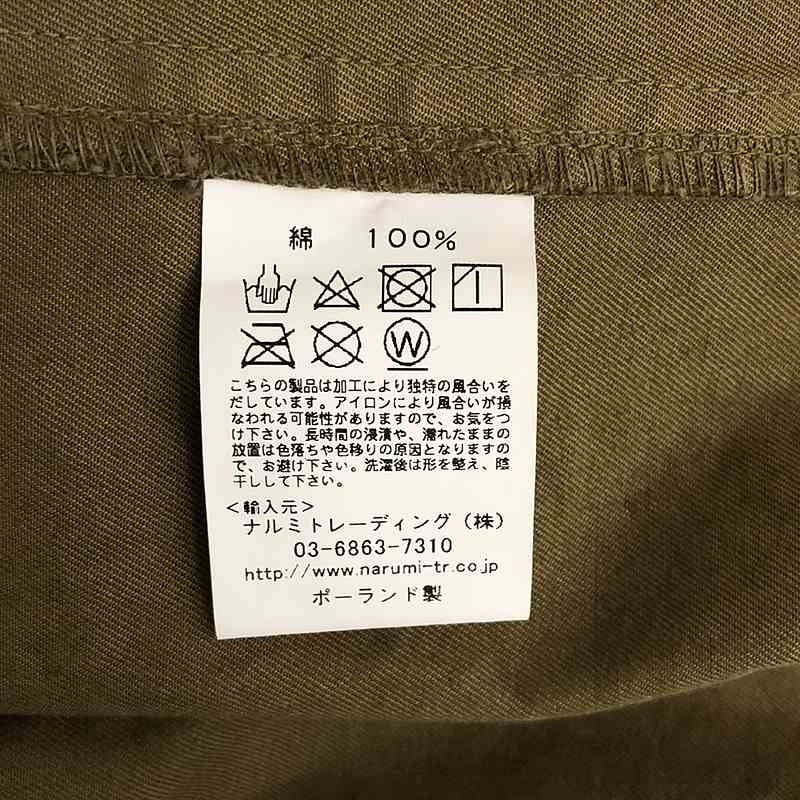 綿 100%
W
こちらの製品は加工により独特の風合いを
だしています。アイロンにより風合いが損
なわれる可能性がありますので、お気をつ
け下さい。長時間の浸漬や、濡れたままの
放置は色落ちや色移りの原因となりますの
で、お避け下さい。洗濯後は形を整え、陰
干しして下さい。
＜輸入元＞
ナルミトレーディング（株）
03-6863-7310
http://www.narumi-tr.co.jp
ポーランド製